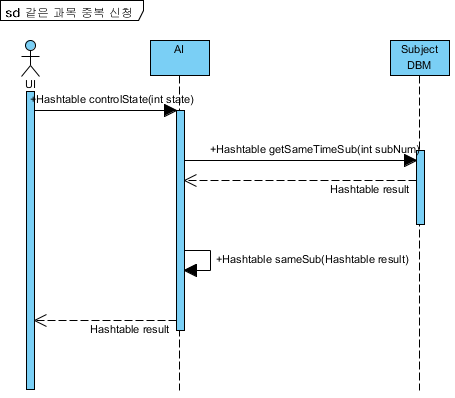 sd 같은 과목 중복 신청
AI
Subject
DBM
UI
+Hashtable controlState(int state)
+Hashtable getSameTimeSub(int subNum)
Hashtable result
+Hashtable sameSub(Hashtable result)
Hashtable result